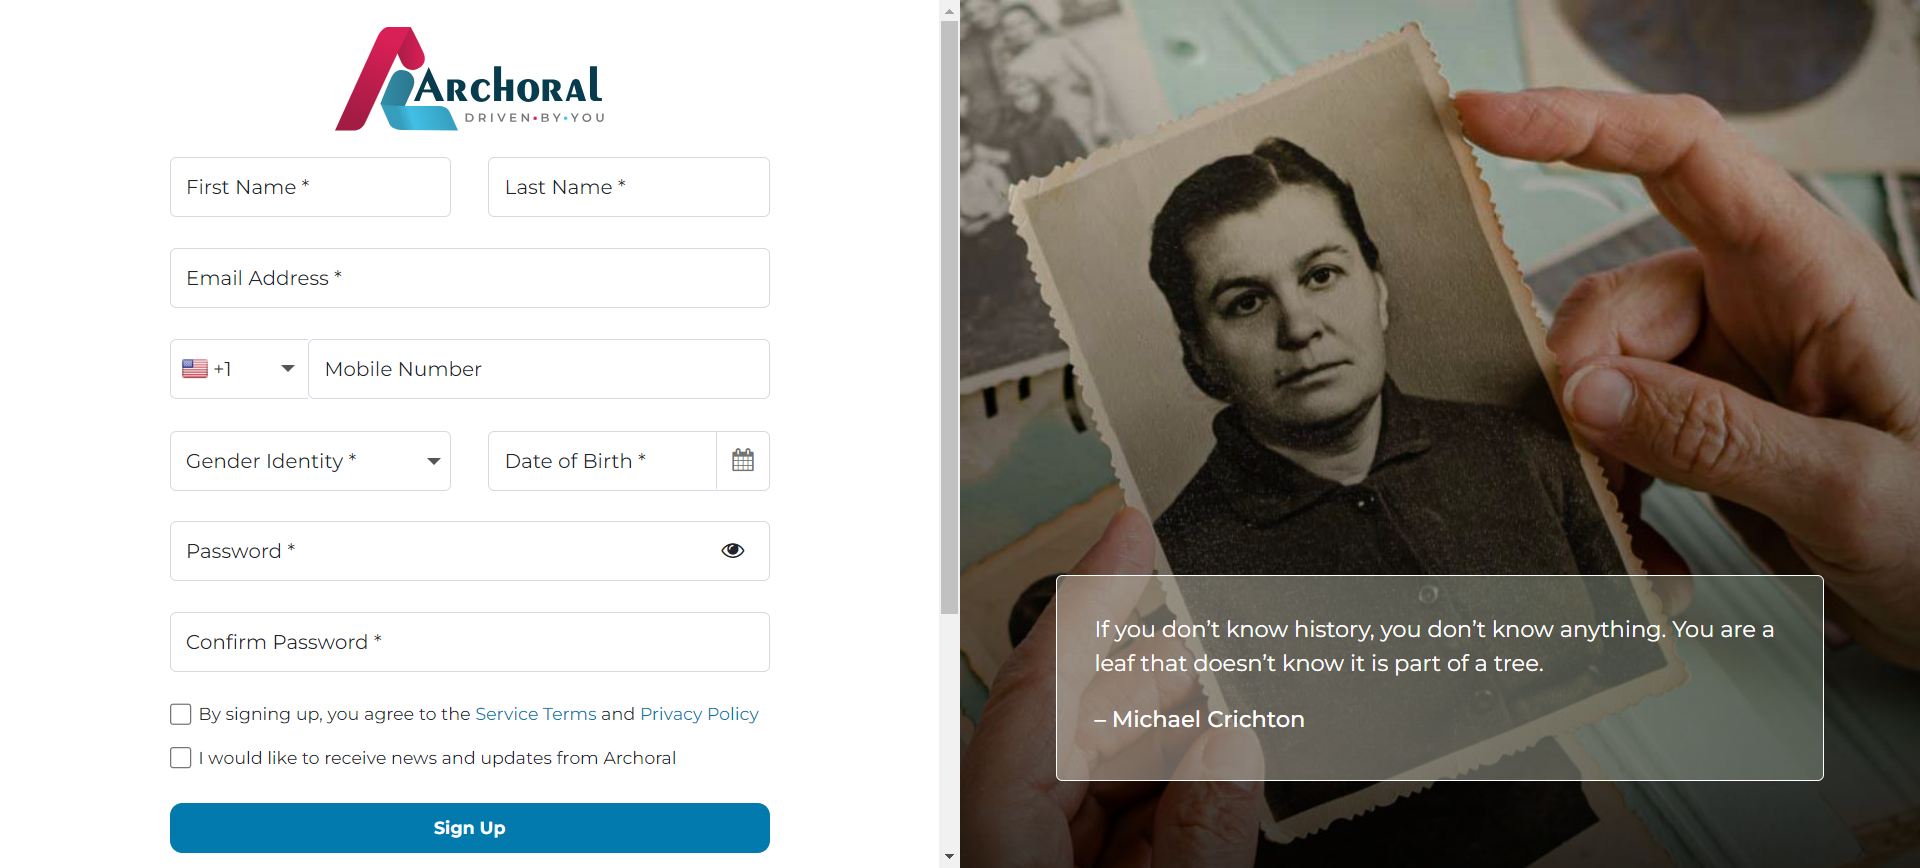 ARCHORAL
DRIVEN•BY•YOU
First Name *
Last Name *
Email Address *
+1
Mobile Number
Gender Identity *
Date of Birth *
Password *
Confirm Password *
By signing up, you agree to the Service Terms and Privacy Policy
I would like to receive news and updates from Archoral
Sign Up
If you don’t know history, you don’t know anything. You are a
leaf that doesn’t know it is part of a tree.
– Michael Crichton